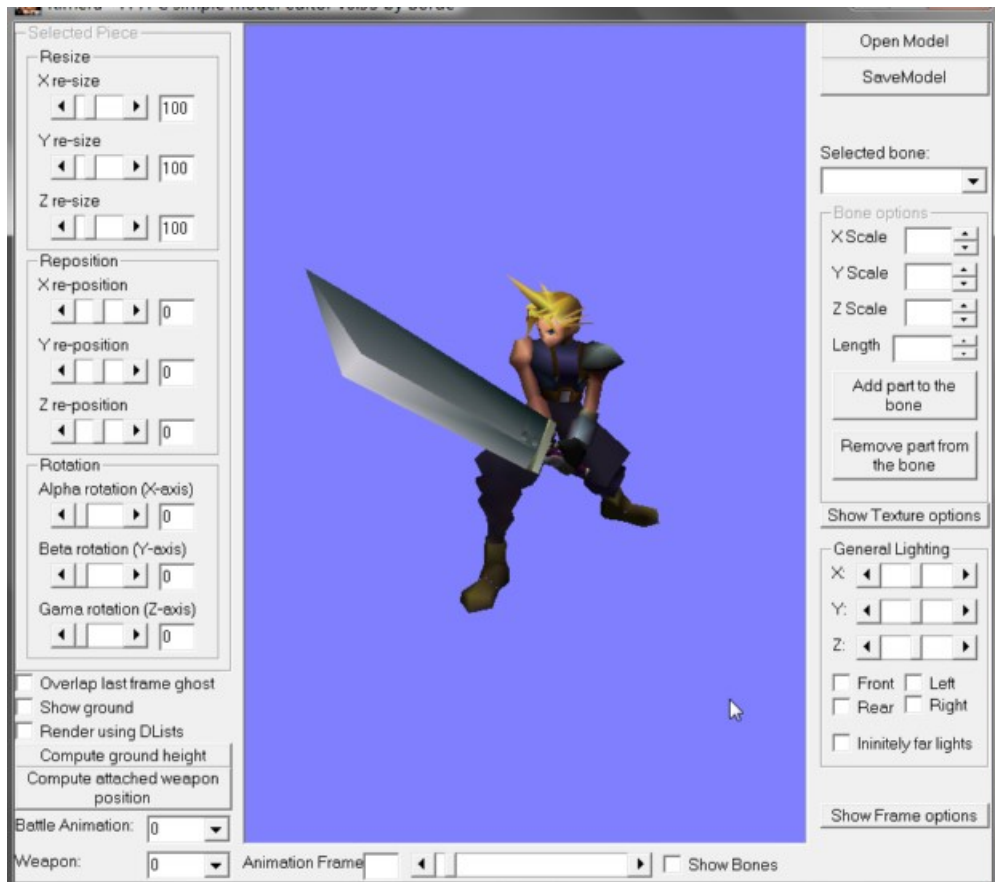 Selected Piece
Resize
X re-size
100
Y re-size
100
Z re-size
100
Reposition
X re-position
0
Y re-position
0
Z re-position
0
Rotation
Alpha rotation (X-axis)
0
Beta rotation (Y-axis)
0
Gama rotation (Z-axis)
0
Overlap last frame ghost
Show ground
Render using DLists
Compute ground height
Compute attached weapon
position
Battle Animation: 0
Weapon: 0
Animation Frame
Show Bones
Open Model
SaveModel
Selected bone:
Bone options
X Scale
Y Scale
Z Scale
Length
Add part to the
bone
Remove part from
the bone
Show Texture options
General Lighting
X:
Y:
Z:
Front Left
Rear Right
Ininitely far lights
Show Frame options